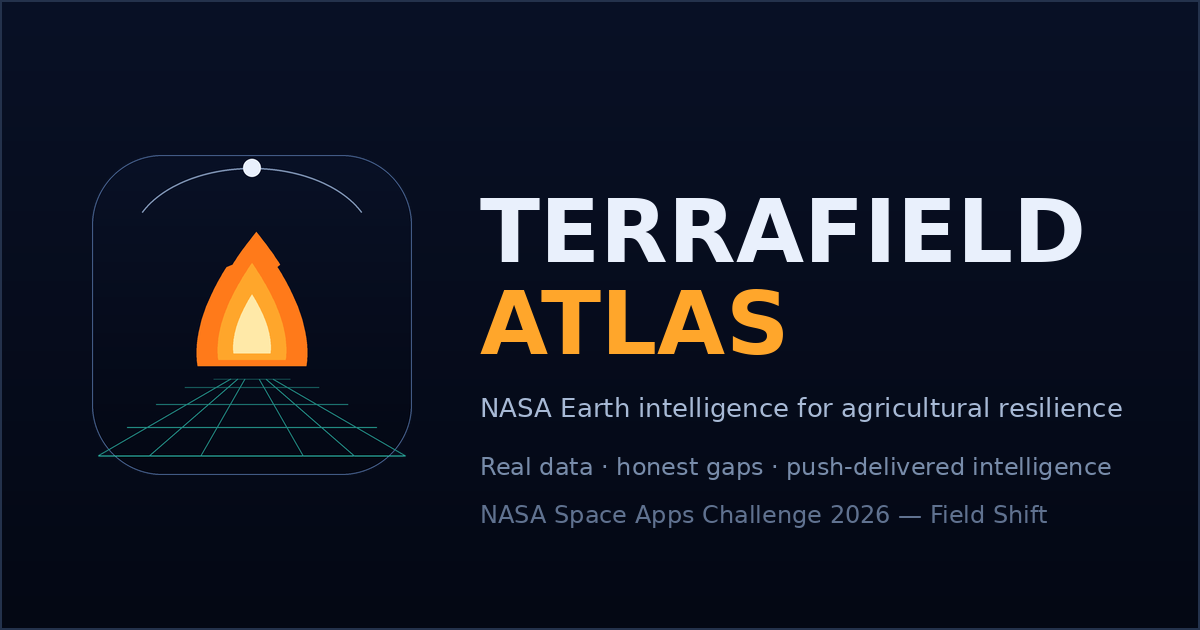 TERRAFIELD
ATLAS
NASA Earth intelligence for agricultural resilience
Real data · honest gaps · push-delivered intelligence
NASA Space Apps Challenge 2026 — Field Shift